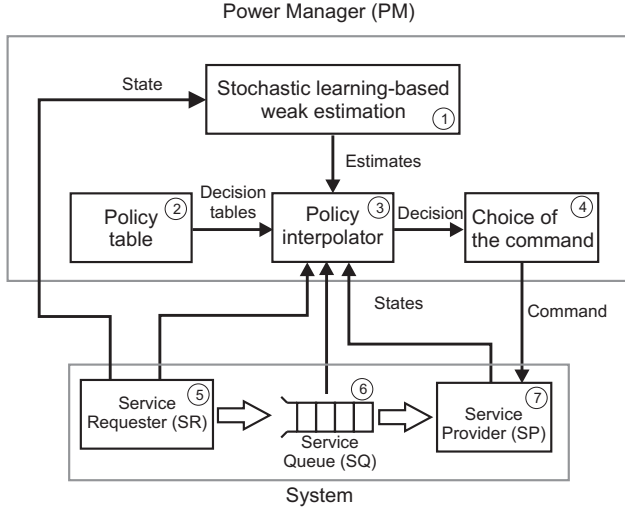 Power Manager (PM)
State
Stochastic learning-based
weak estimation
1
Estimates
Policy
table
2
Decision
tables
Policy
interpolator
3
Decision
Choice of
the command
4
States
Command
Service
Requester (SR)
5
6
Service
Queue (SQ)
Service
Provider (SP)
7
System